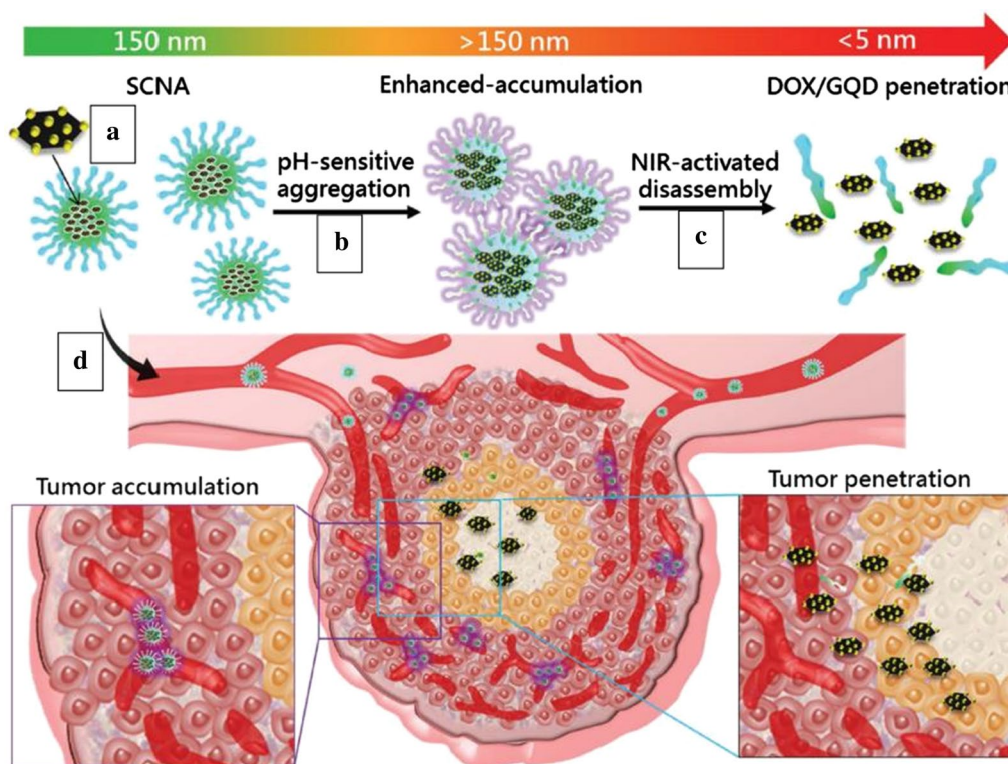 150 nm >150 nm <5 nm
SCNA Enhanced-accumulation DOX/GQD penetration
a
pH-sensitive
aggregation
b
NIR-activated
disassembly
c
d
Tumor accumulation
Tumor penetration